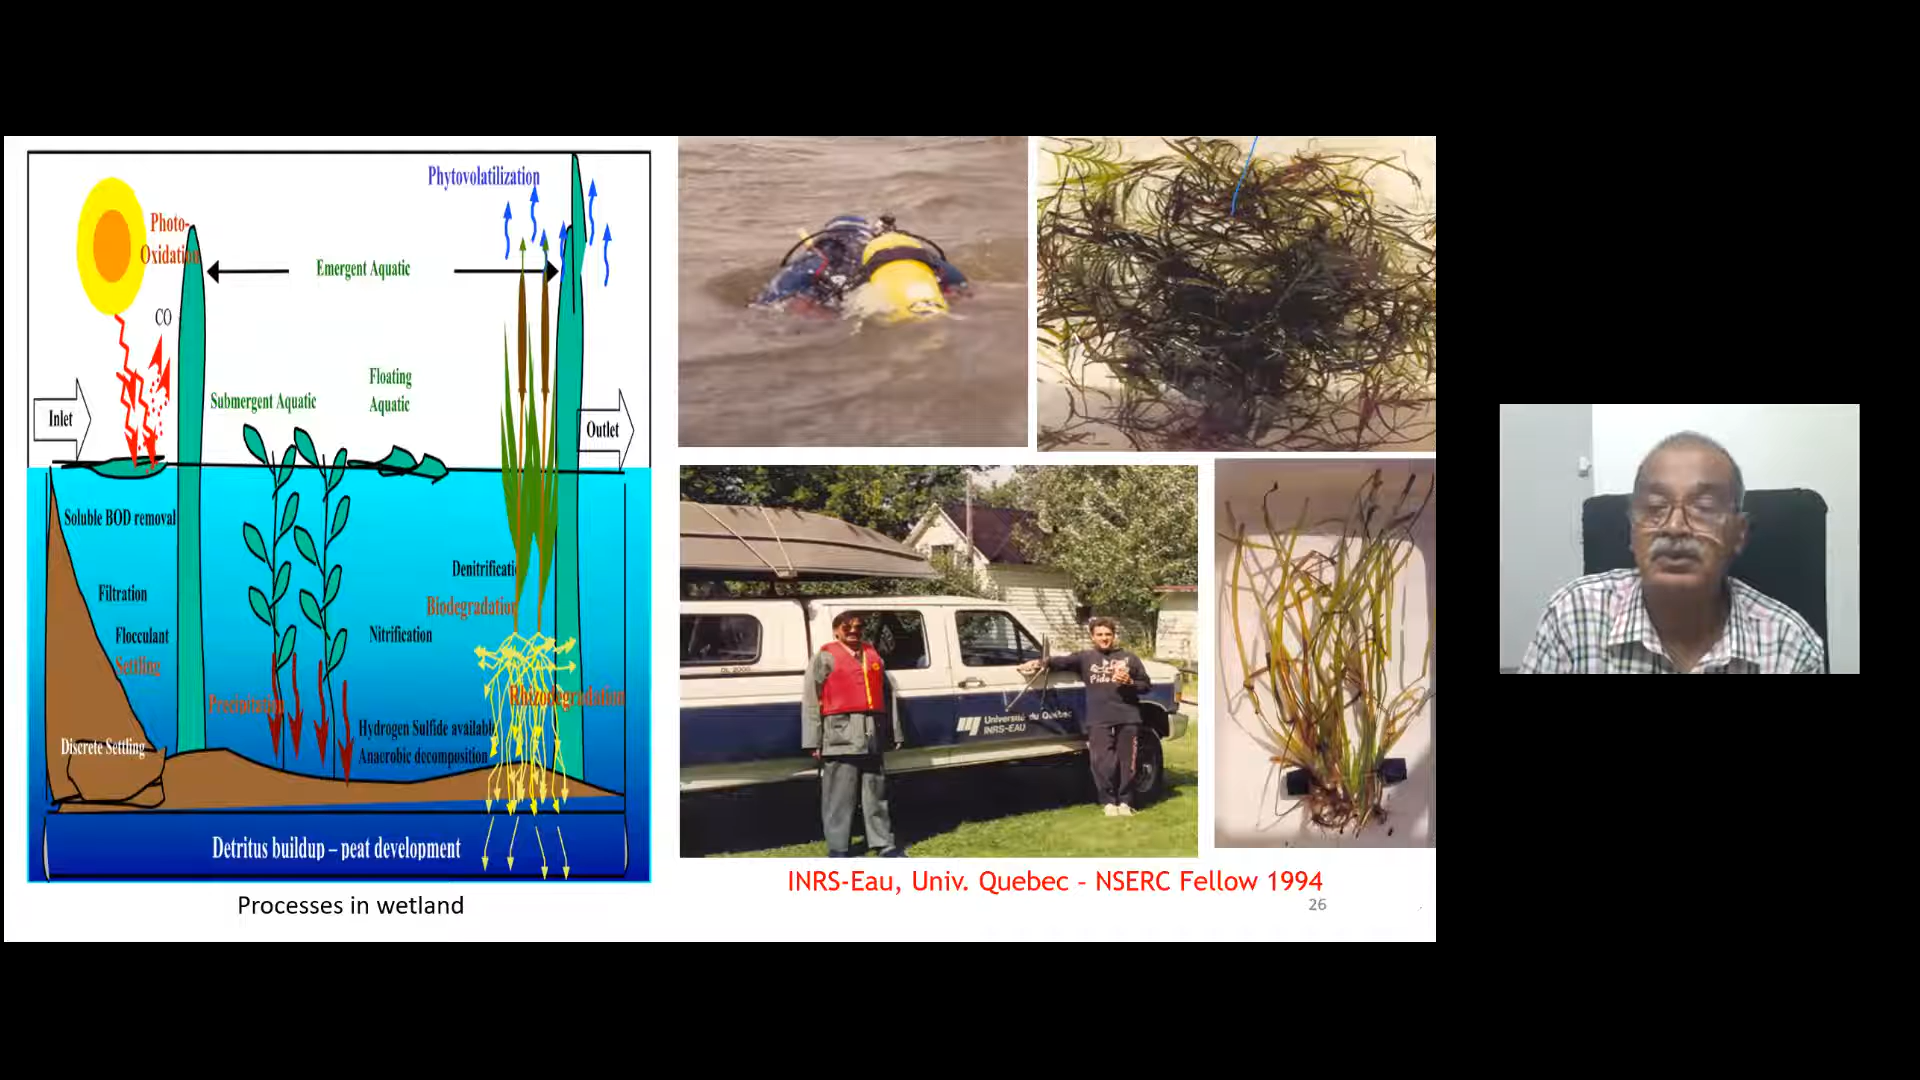 Phytovolatilization
Photo-
Oxidation
Emergent Aquatic
CO
Floating
Aquatic
Submergent Aquatic
Inlet
Outlet
Soluble BOD removal
Denitrificatio
Filtration
Biodegradation
Flocculant
Nitrification
Settling
Rhizodegradation
Precipitation
Hydrogen Sulfide available
Discrete Settling
Anaerobic decomposition
Detritus buildup – peat development
Processes in wetland
Université du Québec
INRS-EAU
INRS-Eau, Univ. Quebec – NSERC Fellow 1994
26